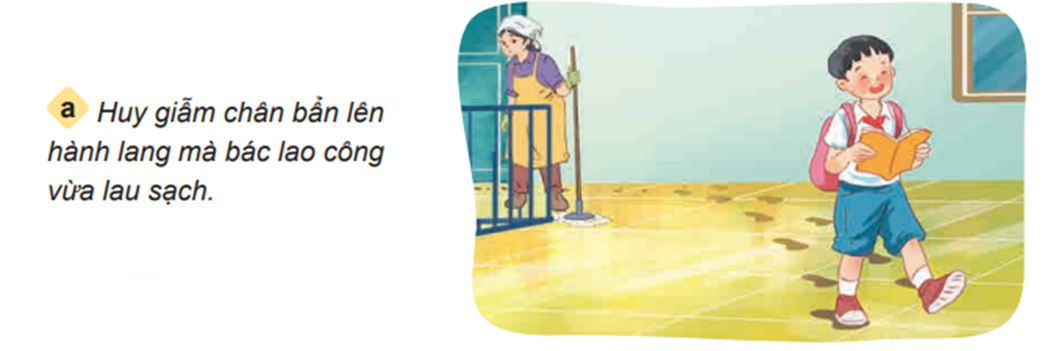 a Huy giẫm chân bẩn lên
hành lang mà bác lao công
vừa lau sạch.